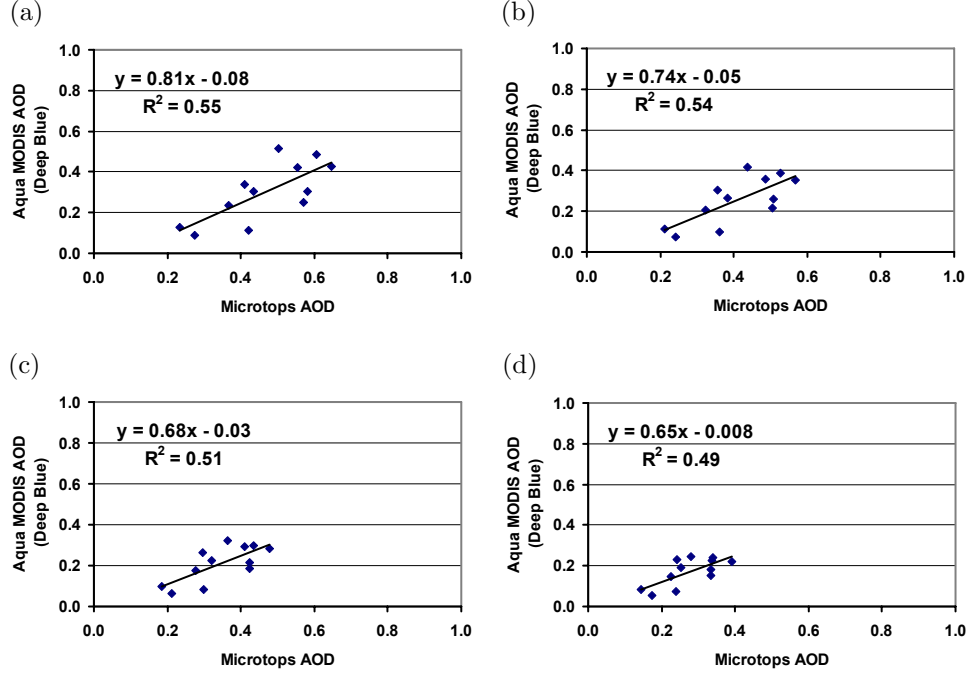 (a)
Aqua MODIS AOD
(Deep Blue)
1.0
0.8
0.6
0.4
0.2
0.0
y = 0.81x - 0.08
R² = 0.55
0.0 0.2 0.4 0.6 0.8 1.0
Microtops AOD
(b)
Aqua MODIS AOD
(Deep Blue)
1.0
0.8
0.6
0.4
0.2
0.0
y = 0.74x - 0.05
R² = 0.54
0.0 0.2 0.4 0.6 0.8 1.0
Microtops AOD
(c)
Aqua MODIS AOD
(Deep Blue)
1.0
0.8
0.6
0.4
0.2
0.0
y = 0.68x - 0.03
R² = 0.51
0.0 0.2 0.4 0.6 0.8 1.0
Microtops AOD
(d)
Aqua MODIS AOD
(Deep Blue)
1.0
0.8
0.6
0.4
0.2
0.0
y = 0.65x - 0.008
R² = 0.49
0.0 0.2 0.4 0.6 0.8 1.0
Microtops AOD